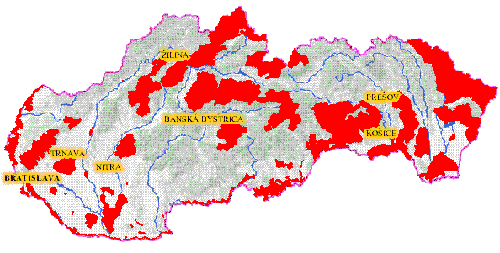 ŽILINA
PREŠOV
BANSKÁ BYSTRICA
KOŠICE
TRNAVA
NITRA
BRATISLAVA